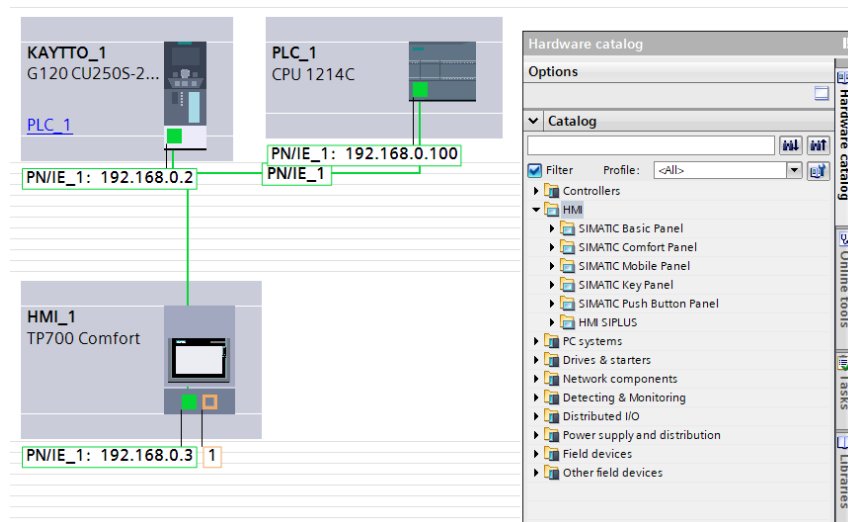 KAYTTO_1
G120 CU250S-2...
PLC_1
PN/IE_1: 192.168.0.2
PLC_1
CPU 1214C
PN/IE_1: 192.168.0.100
PN/IE_1
HMI_1
TP700 Comfort
PN/IE_1: 192.168.0.3
1
Hardware catalog
Options
Catalog
Filter
Profile:
<All>
Controllers
HMI
SIMATIC Basic Panel
SIMATIC Comfort Panel
SIMATIC Mobile Panel
SIMATIC Key Panel
SIMATIC Push Button Panel
HMI SIPLUS
PC systems
Drives & starters
Network components
Detecting & Monitoring
Distributed I/O
Power supply and distribution
Field devices
Other field devices
Hardware catalog
Online tools
Tasks
Libraries